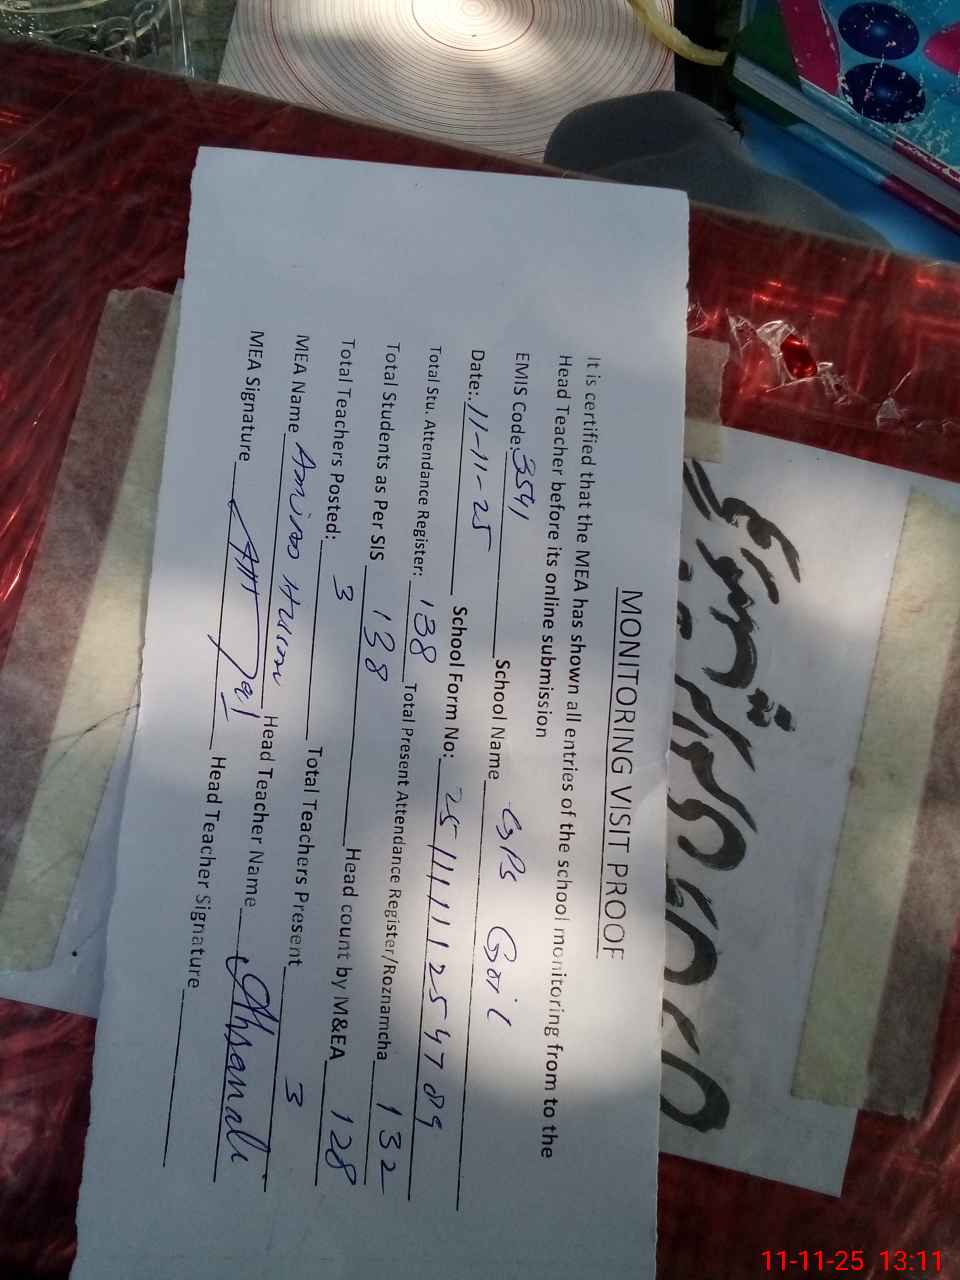 MONITORING VISIT PROOF
It is certified that the MEA has shown all entries of the school monitoring from to the
Head Teacher before its online submission
EMIS Code: 3541 School Name GPS Goil
Date: 11-11-25 School Form No: 25111111254789
Total Stu. Attendance Register: 138 Total Present Attendance Register/Roznamcha 132
Total Students as Per SIS 138 Head count by M&EA 128
Total Teachers Posted: 3 Total Teachers Present 3
MEA Name Head Teacher Name Ahsanali
MEA Signature Head Teacher Signature
11-11-25 13:11